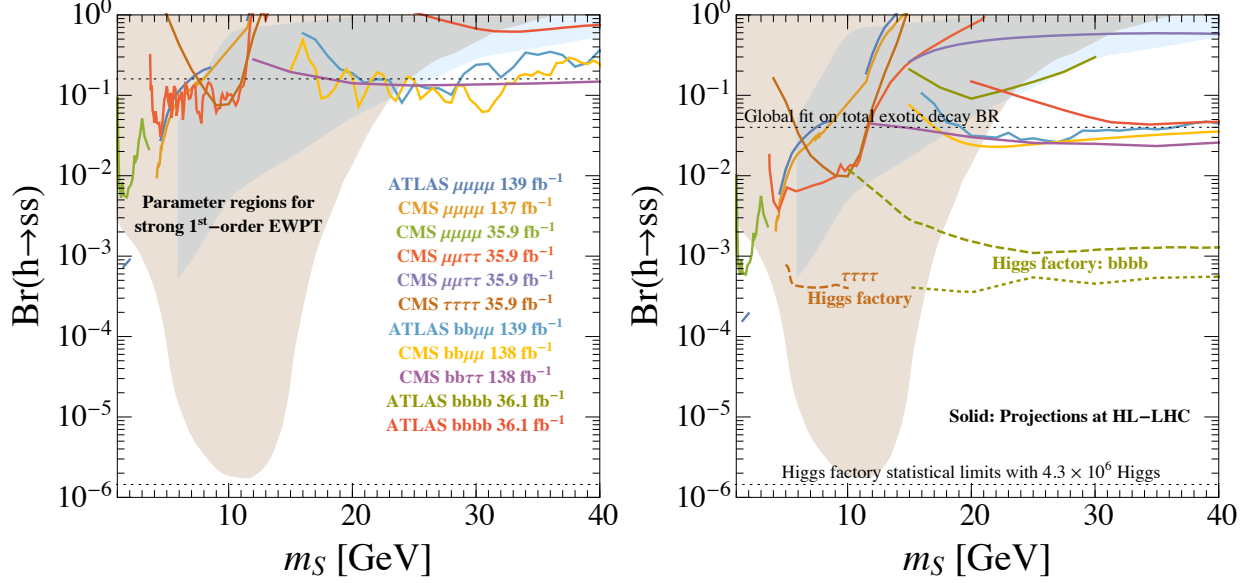 Br(h→ss)
10⁰
10⁻¹
10⁻²
10⁻³
10⁻⁴
10⁻⁵
10⁻⁶
Parameter regions for
strong 1ˢᵗ−order EWPT
ATLAS μμμμ 139 fb⁻¹
CMS μμμμ 137 fb⁻¹
CMS μμμμ 35.9 fb⁻¹
CMS μμττ 35.9 fb⁻¹
CMS μμττ 35.9 fb⁻¹
CMS ττττ 35.9 fb⁻¹
ATLAS bbμμ 139 fb⁻¹
CMS bbμμ 138 fb⁻¹
CMS bbττ 138 fb⁻¹
ATLAS bbbb 36.1 fb⁻¹
ATLAS bbbb 36.1 fb⁻¹
10 20 30 40
m_S [GeV]
Br(h→ss)
10⁰
10⁻¹
10⁻²
10⁻³
10⁻⁴
10⁻⁵
10⁻⁶
Global fit on total exotic decay BR
Higgs factory: bbbb
ττττ
Higgs factory
Solid: Projections at HL−LHC
Higgs factory statistical limits with 4.3 × 10⁶ Higgs
10 20 30 40
m_S [GeV]